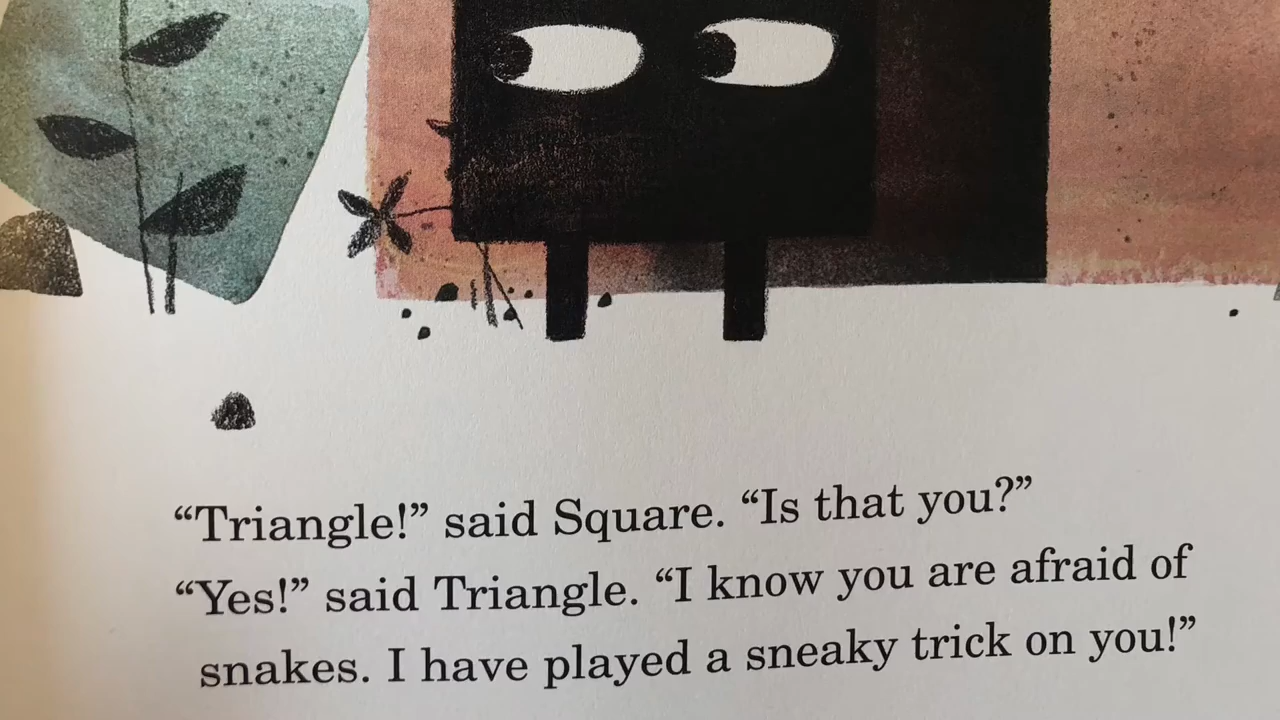 “Triangle!” said Square. “Is that you?”
“Yes!” said Triangle. “I know you are afraid of
snakes. I have played a sneaky trick on you!”